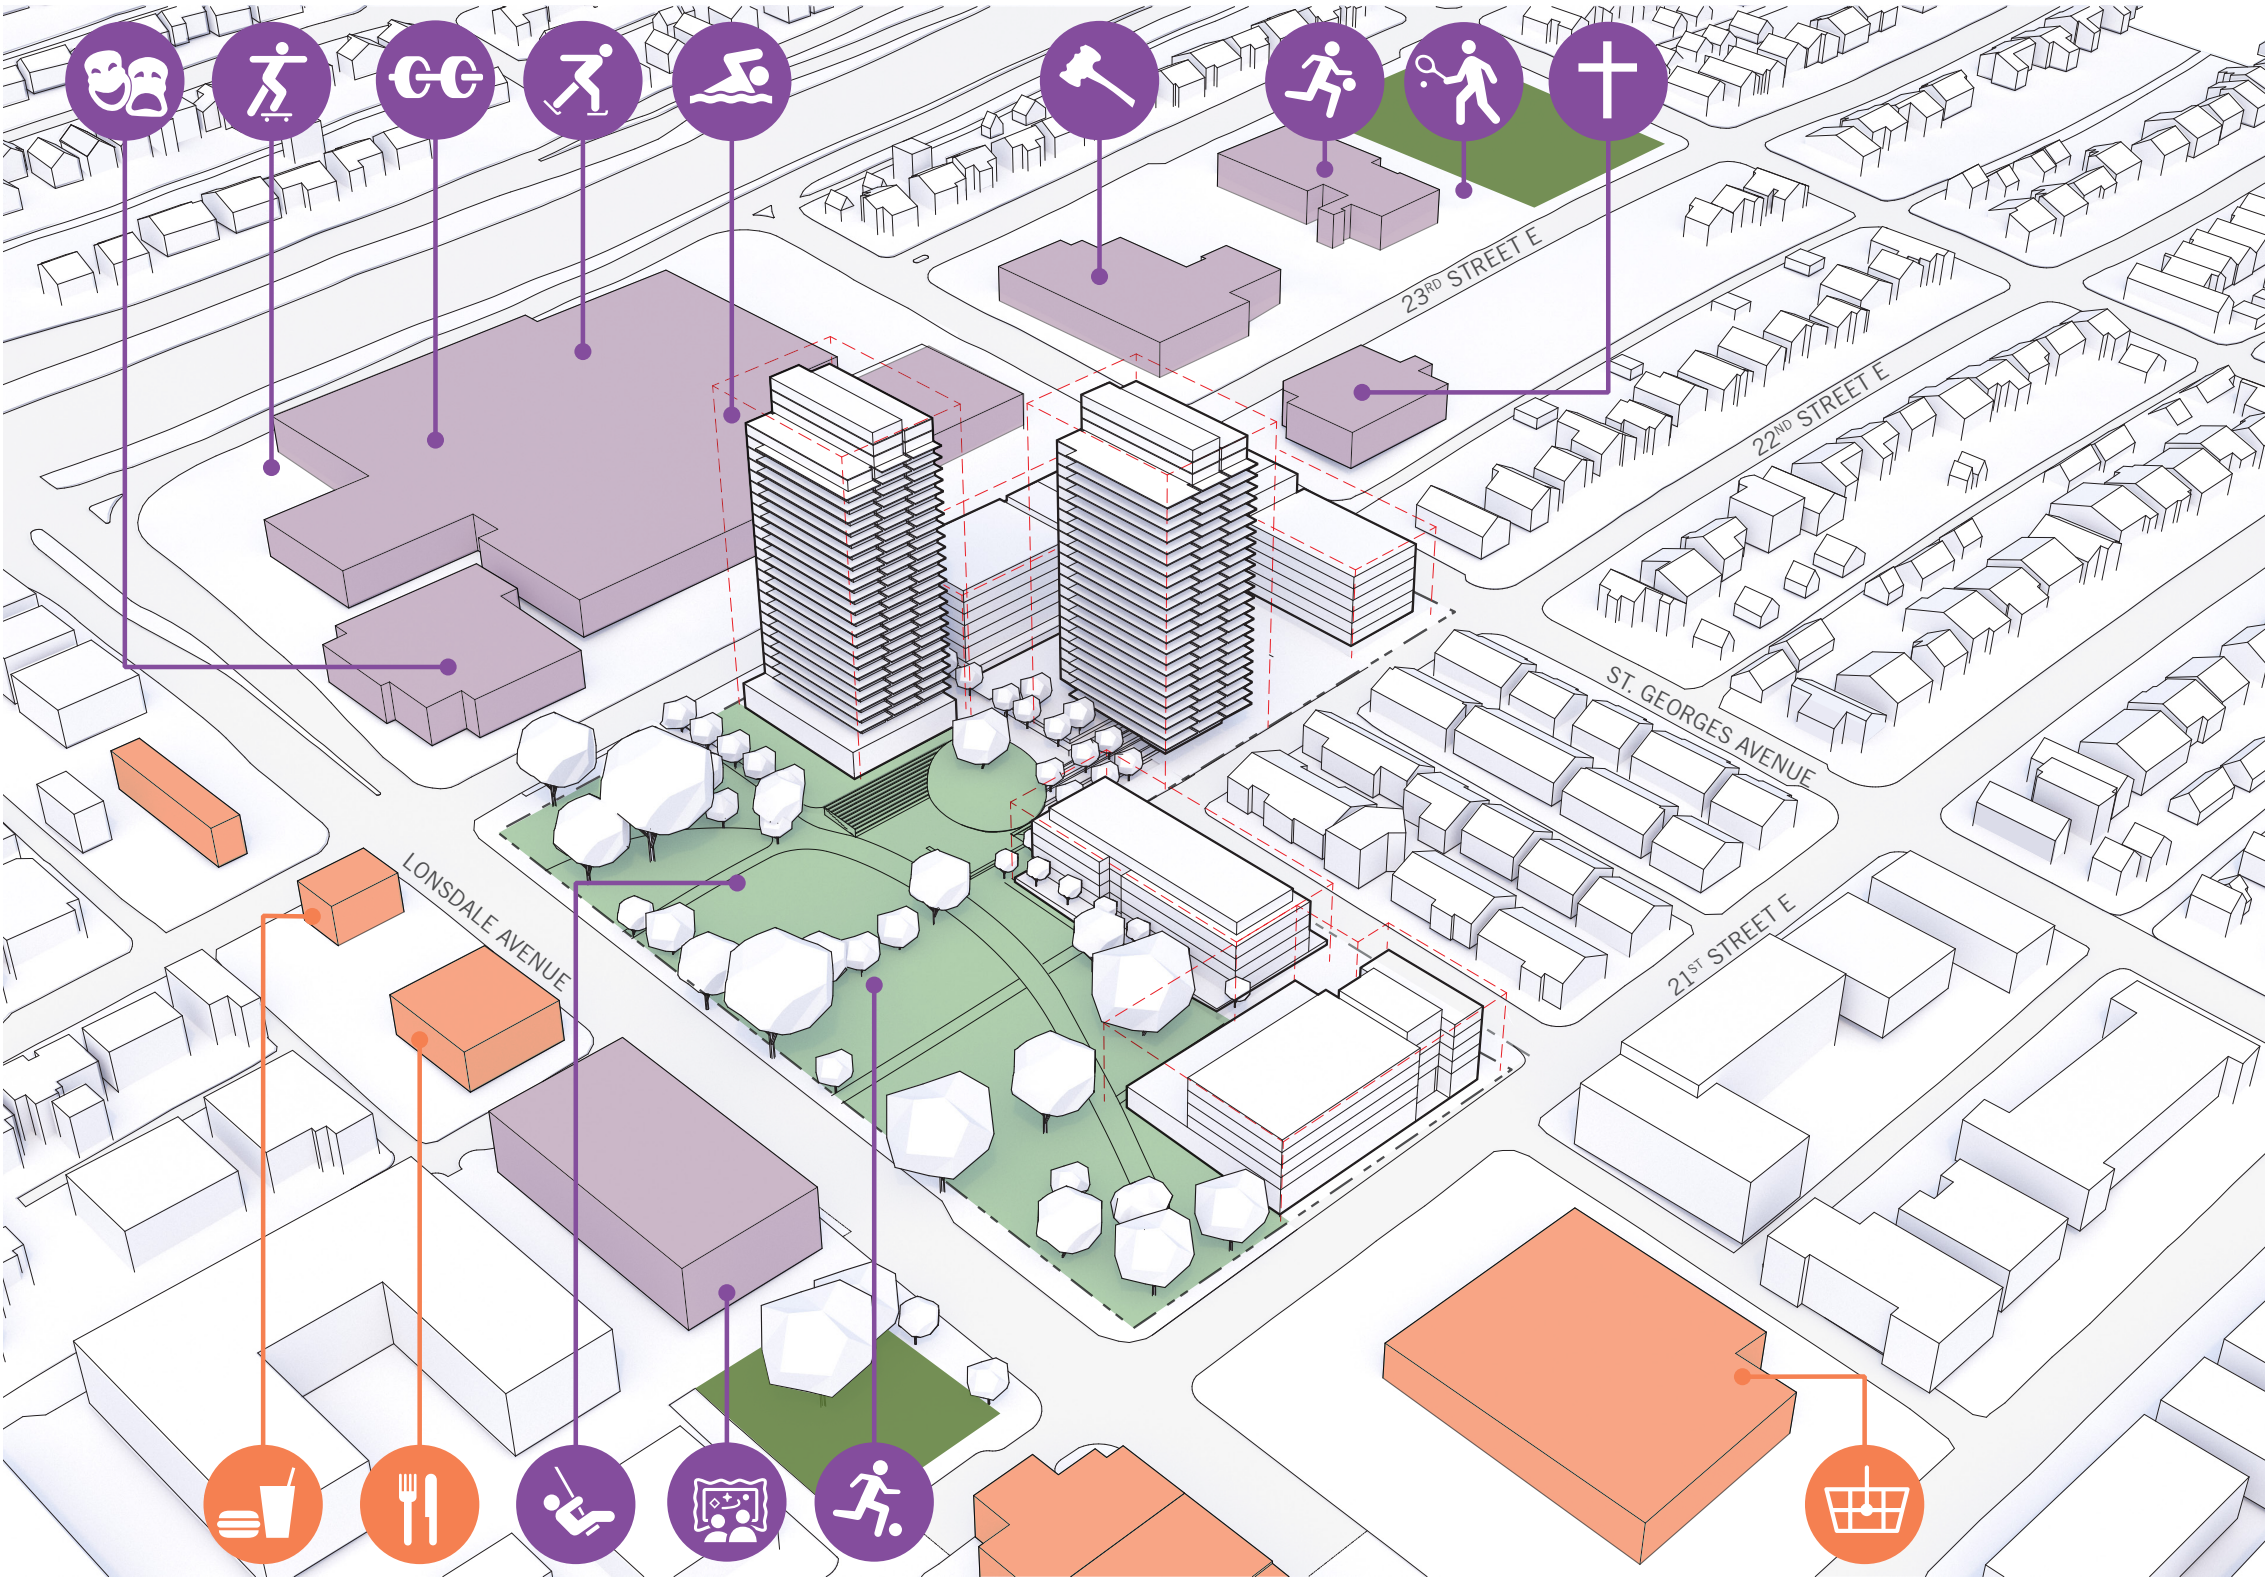 23RD STREET E
22ND STREET E
ST. GEORGES AVENUE
LONSDALE AVENUE
21ST STREET E